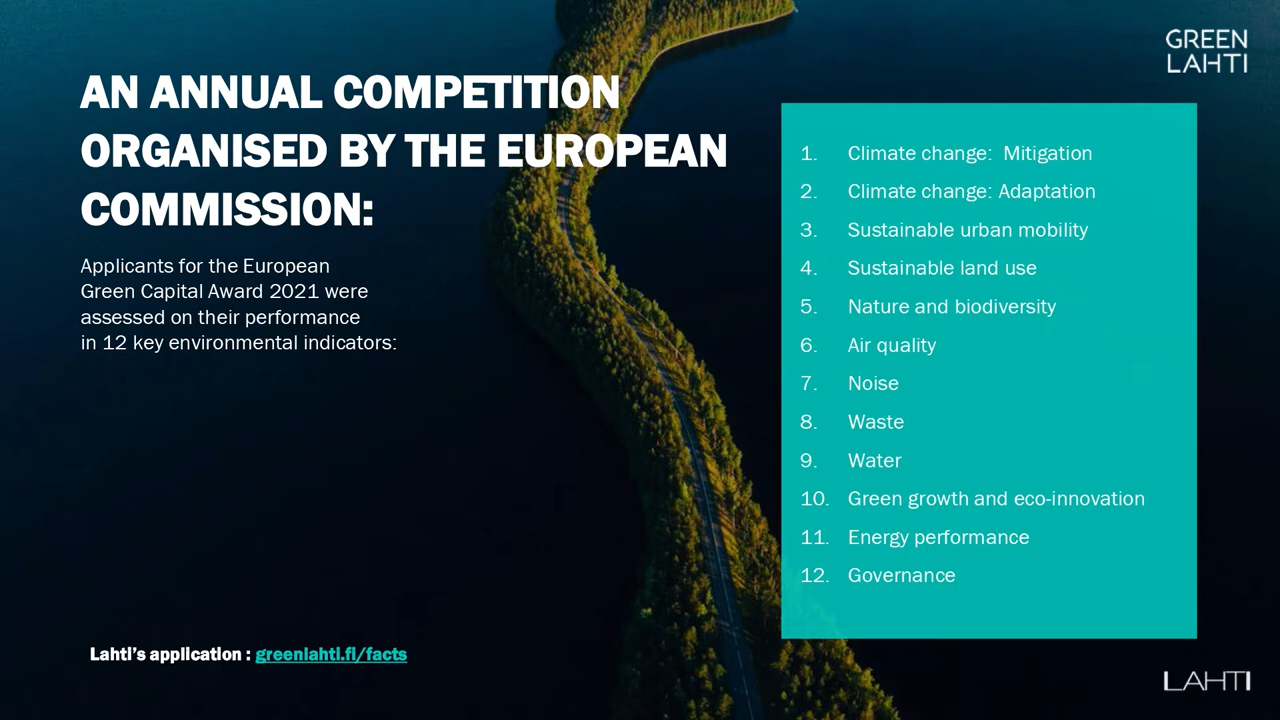 GREEN
LAHTI
AN ANNUAL COMPETITION
ORGANISED BY THE EUROPEAN
COMMISSION:
Applicants for the European
Green Capital Award 2021 were
assessed on their performance
in 12 key environmental indicators:
1. Climate change:  Mitigation
2. Climate change: Adaptation
3. Sustainable urban mobility
4. Sustainable land use
5. Nature and biodiversity
6. Air quality
7. Noise
8. Waste
9. Water
10. Green growth and eco-innovation
11. Energy performance
12. Governance
Lahti's application : greenlahti.fi/facts
LAHTI